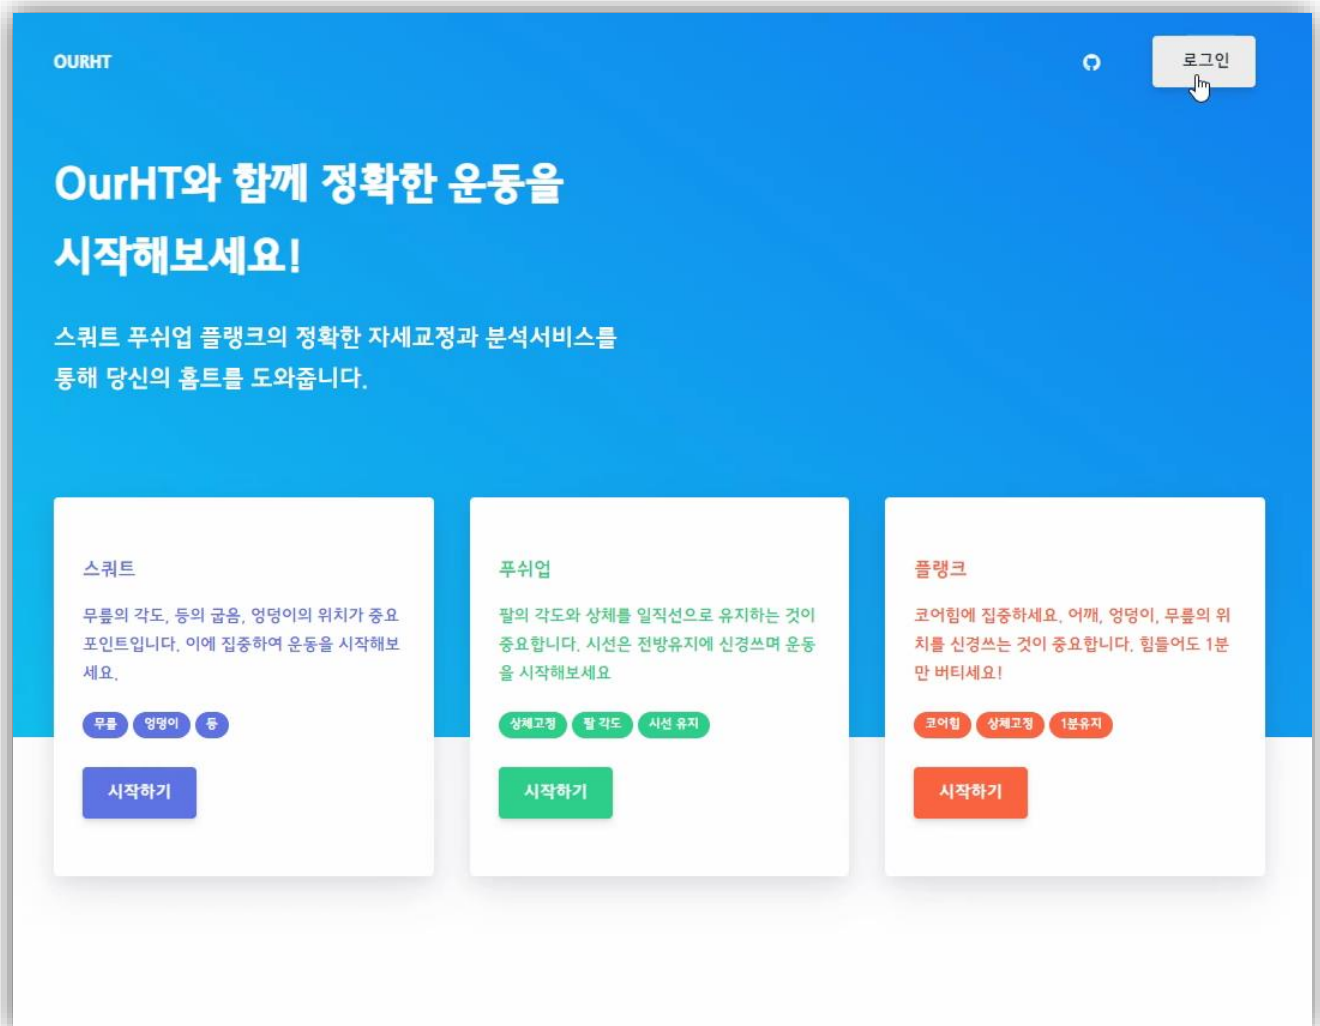 OURHT
로그인
OurHT와 함께 정확한 운동을
시작해보세요!
스쿼트 푸쉬업 플랭크의 정확한 자세교정과 분석서비스를
통해 당신의 홈트를 도와줍니다.
스쿼트
무릎의 각도, 등의 굽음, 엉덩이의 위치가 중요
포인트입니다. 이에 집중하여 운동을 시작해보
세요.
무릎 엉덩이 등
시작하기
푸쉬업
팔의 각도와 상체를 일직선으로 유지하는 것이
중요합니다. 시선은 전방유지에 신경쓰며 운동
을 시작해보세요
상체고정 팔 각도 시선 유지
시작하기
플랭크
코어힘에 집중하세요. 어깨, 엉덩이, 무릎의 위
치를 신경쓰는 것이 중요합니다. 힘들어도 1분
만 버티세요!
코어힘 상체고정 1분유지
시작하기